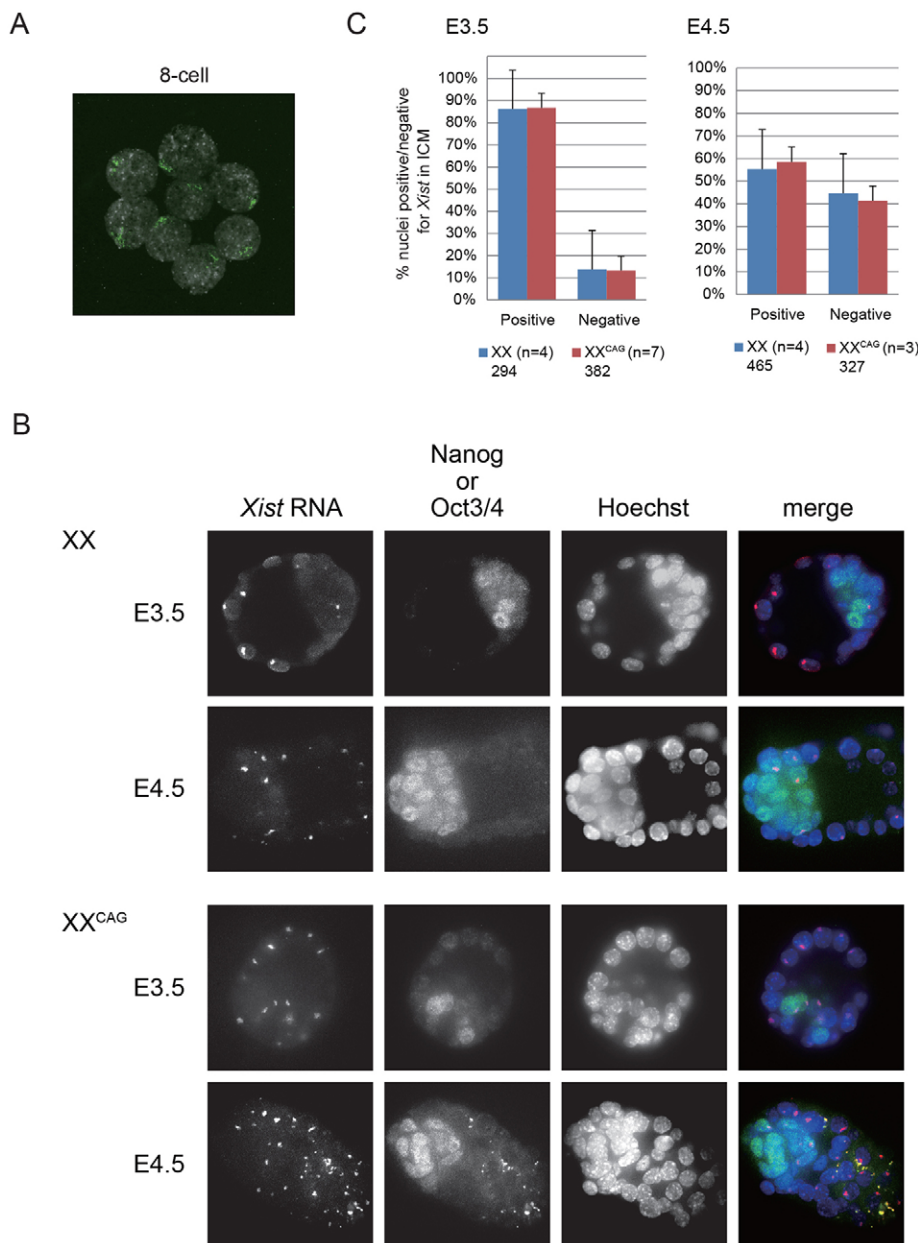 A
8-cell
C
E3.5
% nuclei positive/negative
for Xist in ICM
100%
90%
80%
70%
60%
50%
40%
30%
20%
10%
0%
Positive Negative
XX (n=4) XXCAG (n=7)
294 382
E4.5
100%
90%
80%
70%
60%
50%
40%
30%
20%
10%
0%
Positive Negative
XX (n=4) XXCAG (n=3)
465 327
B
Xist RNA
Nanog
or
Oct3/4
Hoechst
merge
XX
E3.5
E4.5
XXCAG
E3.5
E4.5